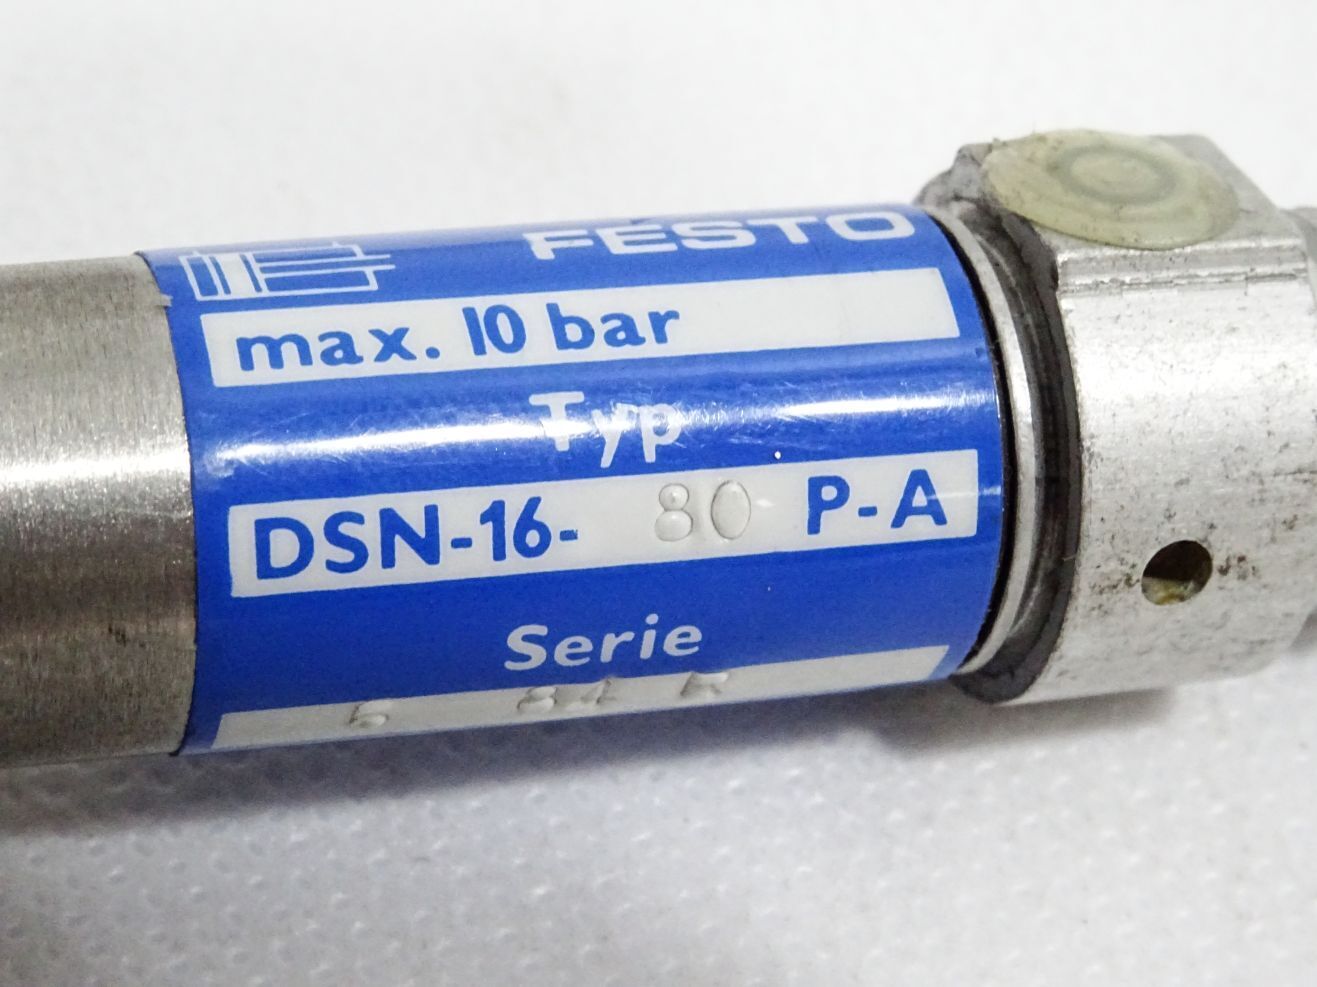 FESTO
max. 10 bar
Typ
DSN-16- 80 P-A
Serie